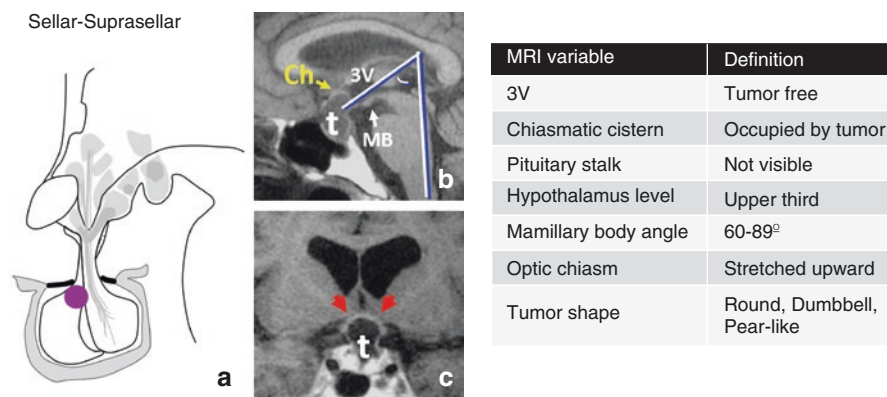 Sellar-Suprasellar
a
Ch
3V
t
MB
b
t
c
MRI variable Definition
3V Tumor free
Chiasmatic cistern Occupied by tumor
Pituitary stalk Not visible
Hypothalamus level Upper third
Mamillary body angle 60-89º
Optic chiasm Stretched upward
Tumor shape Round, Dumbbell,
Pear-like